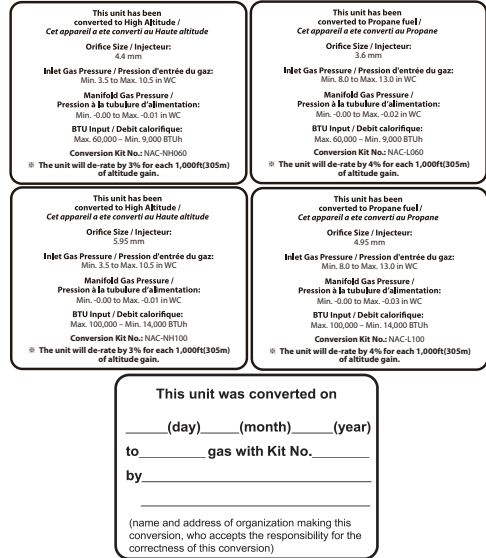 This unit has been
converted to High Altitude /
Cet appareil a ete converti au Haute altitude
Orifice Size / Injecteur:
4.4 mm
Inlet Gas Pressure / Pression d'entrée du gaz:
Min. 3.5 to Max. 10.5 in WC
Manifold Gas Pressure /
Pression à la tubulure d'alimentation:
Min. -0.00 to Max. -0.01 in WC
BTU Input / Debit calorifique:
Max. 60,000 – Min. 9,000 BTUh
Conversion Kit No.: NAC-NH060
※ The unit will de-rate by 3% for each 1,000ft(305m)
of altitude gain.
This unit has been
converted to Propane fuel /
Cet appareil a ete converti au Propane
Orifice Size / Injecteur:
3.6 mm
Inlet Gas Pressure / Pression d'entrée du gaz:
Min. 8.0 to Max. 13.0 in WC
Manifold Gas Pressure /
Pression à la tubulure d'alimentation:
Min. -0.00 to Max. -0.02 in WC
BTU Input / Debit calorifique:
Max. 60,000 – Min. 9,000 BTUh
Conversion Kit No.: NAC-L060
※ The unit will de-rate by 4% for each 1,000ft(305m)
of altitude gain.
This unit has been
converted to High Altitude /
Cet appareil a ete converti au Haute altitude
Orifice Size / Injecteur:
5.95 mm
Inlet Gas Pressure / Pression d'entrée du gaz:
Min. 3.5 to Max. 10.5 in WC
Manifold Gas Pressure /
Pression à la tubulure d'alimentation:
Min. -0.00 to Max. -0.01 in WC
BTU Input / Debit calorifique:
Max. 100,000 – Min. 14,000 BTUh
Conversion Kit No.: NAC-NH100
※ The unit will de-rate by 3% for each 1,000ft(305m)
of altitude gain.
This unit has been
converted to Propane fuel /
Cet appareil a ete converti au Propane
Orifice Size / Injecteur:
4.95 mm
Inlet Gas Pressure / Pression d'entrée du gaz:
Min. 8.0 to Max. 13.0 in WC
Manifold Gas Pressure /
Pression à la tubulure d'alimentation:
Min. -0.00 to Max. -0.03 in WC
BTU Input / Debit calorifique:
Max. 100,000 – Min. 14,000 BTUh
Conversion Kit No.: NAC-L100
※ The unit will de-rate by 4% for each 1,000ft(305m)
of altitude gain.
This unit was converted on
______(day)______(month)______(year)
to__________ gas with Kit No.________
by_________________________________
(name and address of organization making this
conversion, who accepts the responsibility for the
correctness of this conversion)